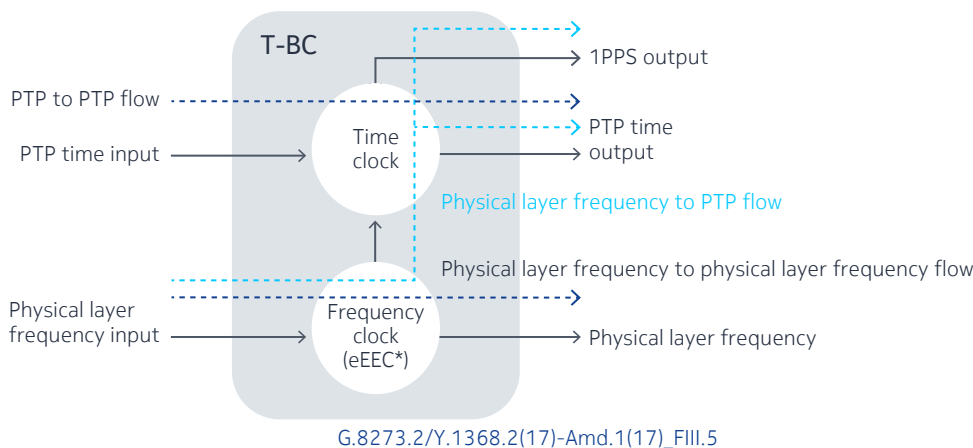 T-BC
1PPS output
PTP to PTP flow
PTP time
output
Time
clock
PTP time input
Physical layer frequency to PTP flow
Physical layer frequency to physical layer frequency flow
Physical layer
frequency input
Frequency
clock
(eEEC*)
Physical layer frequency
G.8273.2/Y.1368.2(17)-Amd.1(17)_FIII.5